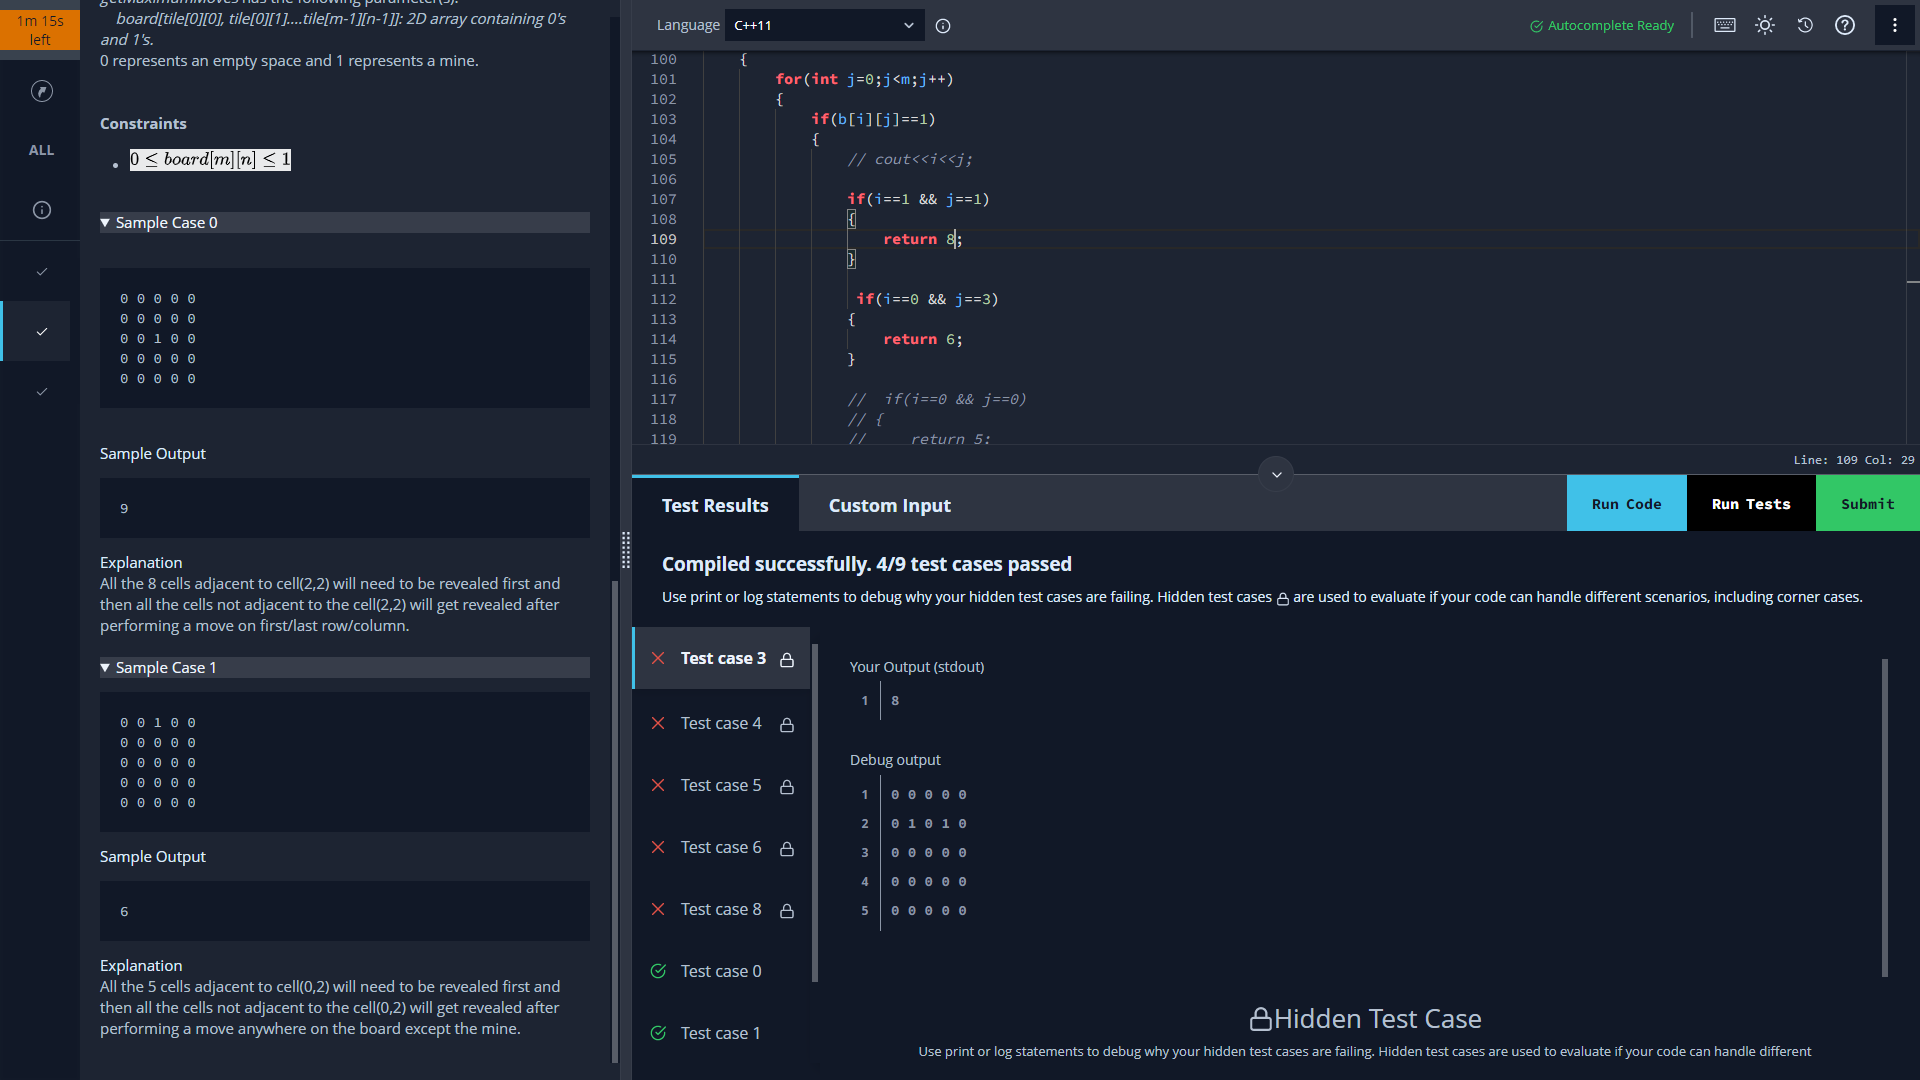 1m 15s
left
ALL
getMaximumMoves has the following parameter(s):
board[tile[0][0], tile[0][1]....tile[m-1][n-1]]: 2D array containing 0's
and 1's.
0 represents an empty space and 1 represents a mine.
Constraints
0 ≤ board[m][n] ≤ 1
▼ Sample Case 0
0 0 0 0 0
0 0 0 0 0
0 0 1 0 0
0 0 0 0 0
0 0 0 0 0
Sample Output
9
Explanation
All the 8 cells adjacent to cell(2,2) will need to be revealed first and
then all the cells not adjacent to the cell(2,2) will get revealed after
performing a move on first/last row/column.
▼ Sample Case 1
0 0 1 0 0
0 0 0 0 0
0 0 0 0 0
0 0 0 0 0
0 0 0 0 0
Sample Output
6
Explanation
All the 5 cells adjacent to cell(0,2) will need to be revealed first and
then all the cells not adjacent to the cell(0,2) will get revealed after
performing a move anywhere on the board except the mine.
Language C++11
Autocomplete Ready
100 {
101 for(int j=0;j<m;j++)
102 {
103 if(b[i][j]==1)
104 {
105 // cout<<i<<j;
106
107 if(i==1 && j==1)
108 {
109 return 8;
110 }
111
112 if(i==0 && j==3)
113 {
114 return 6;
115 }
116
117 // if(i==0 && j==0)
118 // {
119 // return 5;
Line: 109 Col: 29
Test Results
Custom Input
Run Code
Run Tests
Submit
Compiled successfully. 4/9 test cases passed
Use print or log statements to debug why your hidden test cases are failing. Hidden test cases are used to evaluate if your code can handle different scenarios, including corner cases.
Test case 3
Test case 4
Test case 5
Test case 6
Test case 8
Test case 0
Test case 1
Your Output (stdout)
1 8
Debug output
1 0 0 0 0 0
2 0 1 0 1 0
3 0 0 0 0 0
4 0 0 0 0 0
5 0 0 0 0 0
Hidden Test Case
Use print or log statements to debug why your hidden test cases are failing. Hidden test cases are used to evaluate if your code can handle different